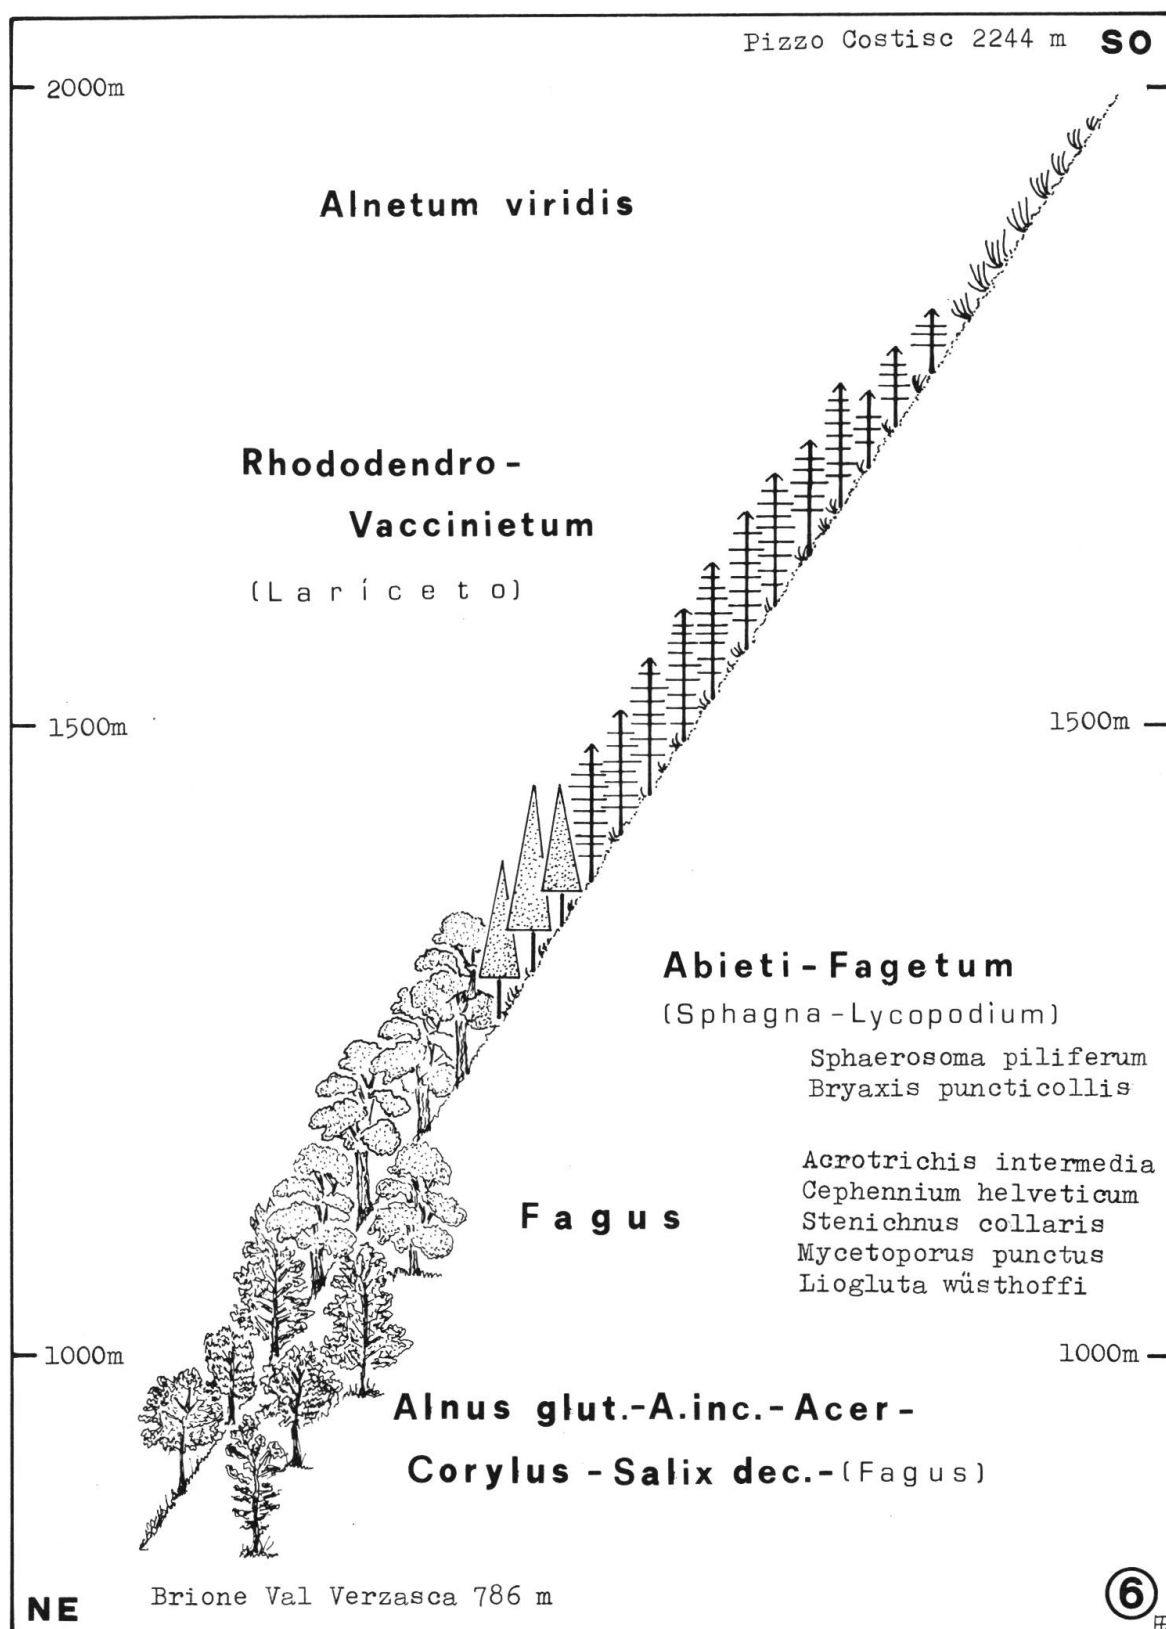 Pizzo Costisc 2244 m SO
2000m
Alnetum viridis
Rhododendro-
Vaccinietum
(Laríceto)
1500m 1500m
Abieti-Fagetum
(Sphagna-Lycopodium)
Sphaerosoma piliferum
Bryaxis puncticollis
Acrotrichis intermedia
Cephennium helveticum
Stenichnus collaris
Mycetoporus punctus
Liogluta wüsthoffi
Fagus
1000m 1000m
Alnus glut.-A.inc.-Acer-
Corylus-Salix dec.-(Fagus)
Brione Val Verzasca 786 m
NE
6